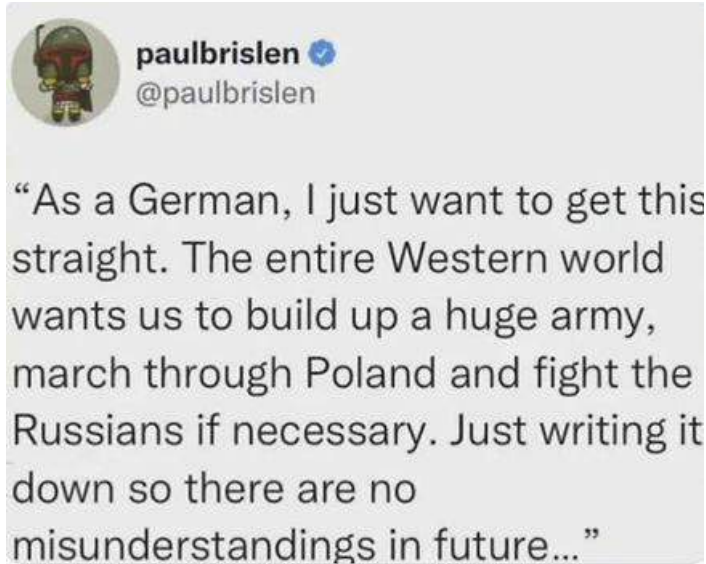 paulbrislen
@paulbrislen
“As a German, I just want to get this
straight. The entire Western world
wants us to build up a huge army,
march through Poland and fight the
Russians if necessary. Just writing it
down so there are no
misunderstandings in future...”